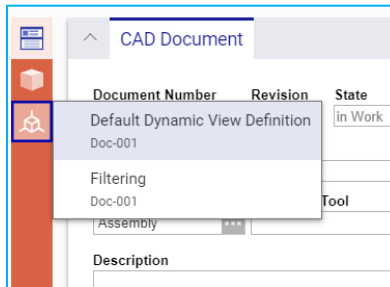 CAD Document
Document Number Revision State
Default Dynamic View Definition
Doc-001
in Work
Filtering
Doc-001
Tool
Assembly
Description